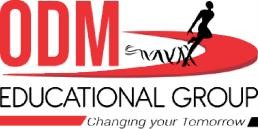 ODM
EDUCATIONAL GROUP
Changing your Tomorrow